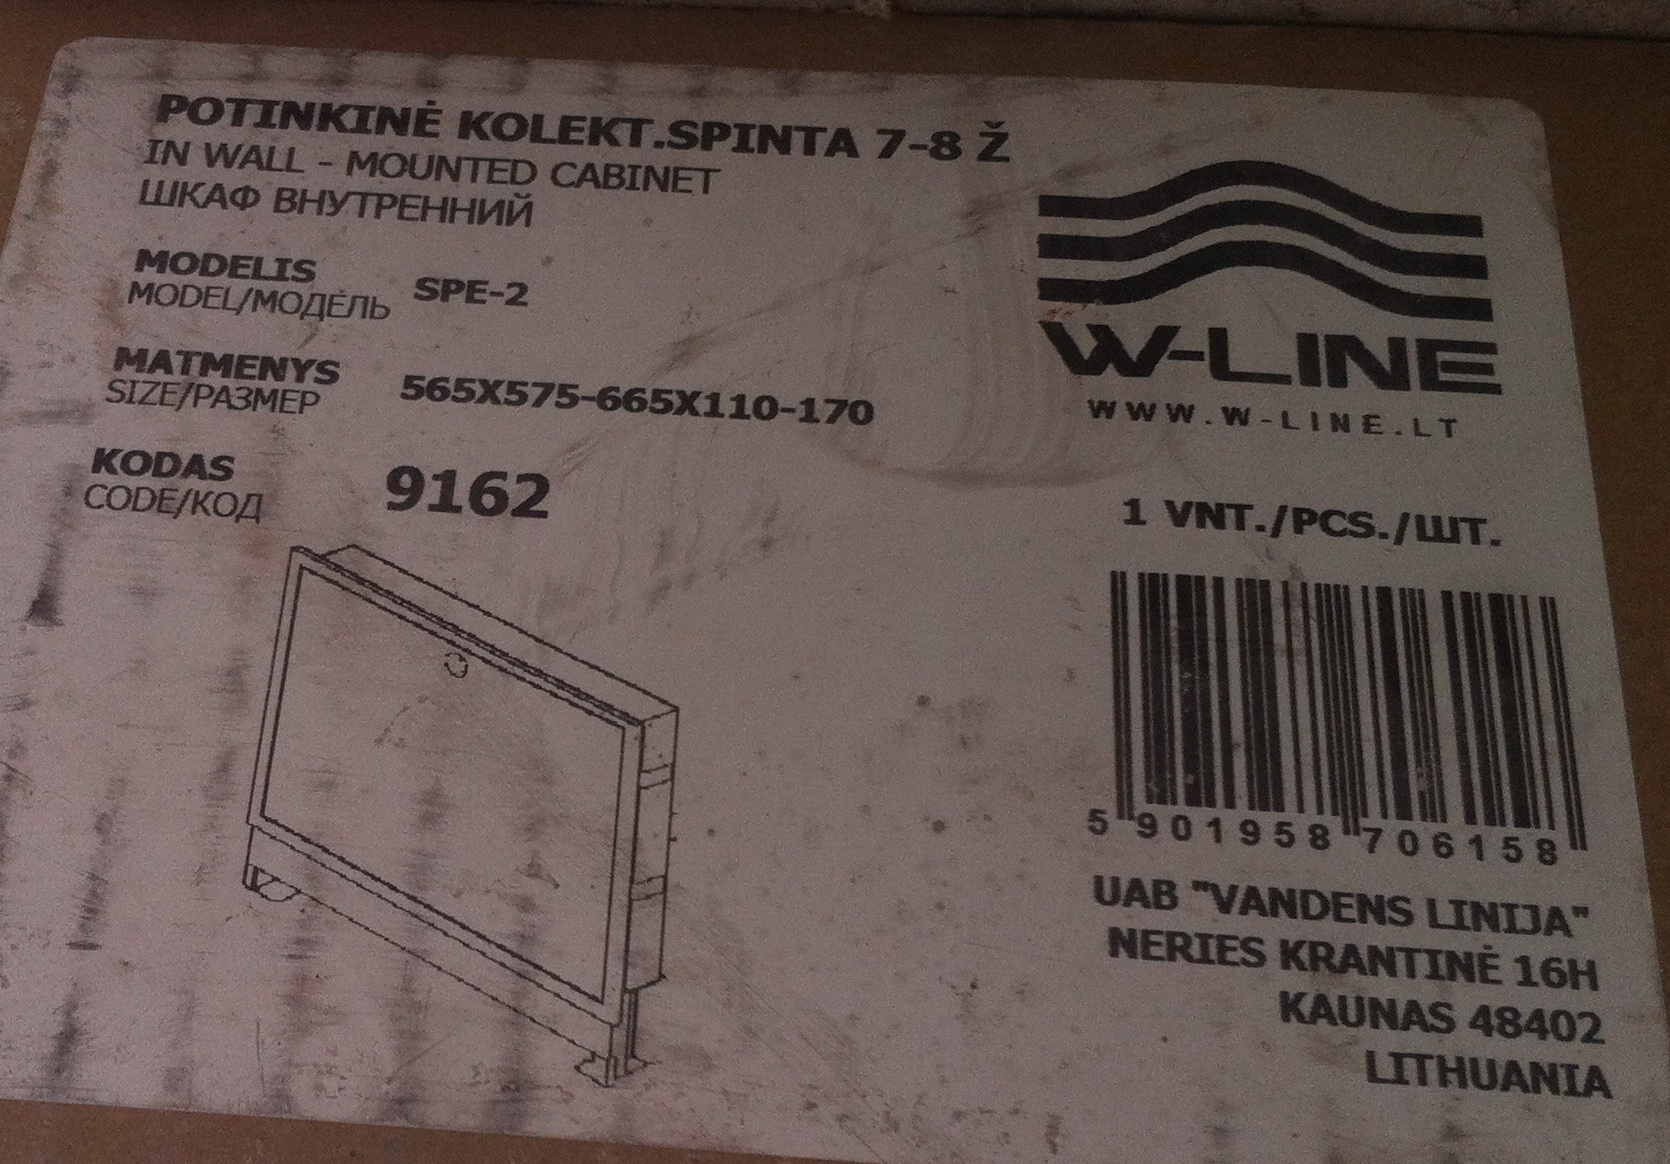 POTINKINĖ KOLEKT.SPINTA 7-8 Ž
IN WALL - MOUNTED CABINET
ШКАФ ВНУТРЕННИЙ
MODELIS
MODEL/МОДЕЛЬ SPE-2
MATMENYS
SIZE/РАЗМЕР 565X575-665X110-170
KODAS
CODE/КОД 9162
W-LINE
WWW.W-LINE.LT
1 VNT./PCS./ШТ.
5 901958 706158
UAB "VANDENS LINIJA"
NERIES KRANTINĖ 16H
KAUNAS 48402
LITHUANIA